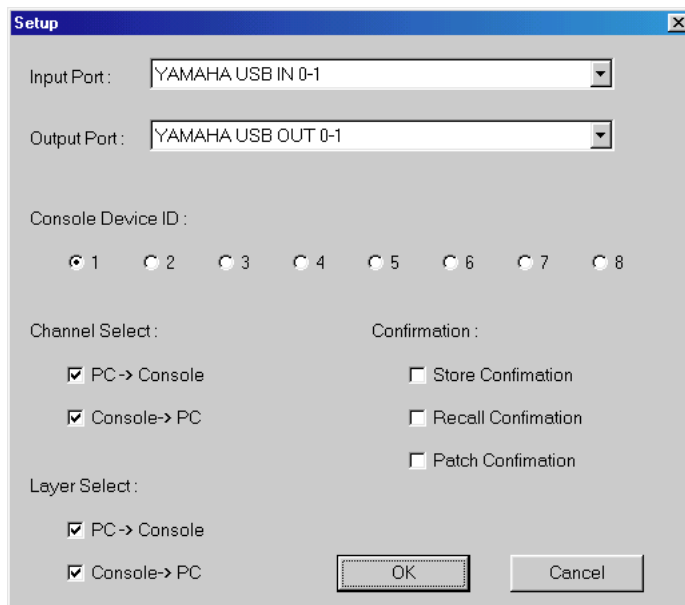 Setup
Input Port :
YAMAHA USB IN 0-1
Output Port :
YAMAHA USB OUT 0-1
Console Device ID :
1 2 3 4 5 6 7 8
Channel Select :
PC-> Console
Console-> PC
Confirmation :
Store Confimation
Recall Confimation
Patch Confimation
Layer Select :
PC-> Console
Console-> PC
OK
Cancel